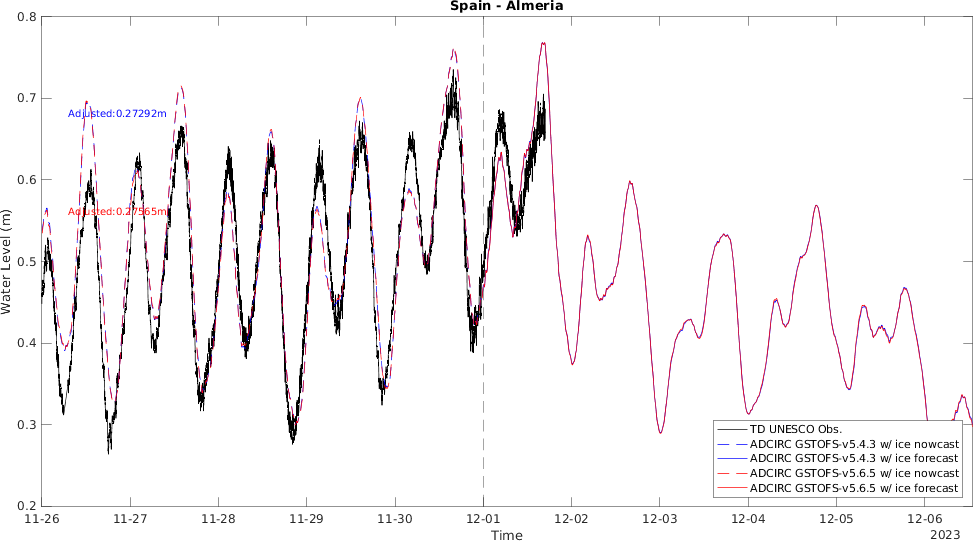 Spain - Almeria
0.8
0.7
0.6
0.5
0.4
0.3
0.2
Water Level (m)
Adjusted:0.27292m
Adjusted:0.27565m
TD UNESCO Obs.
ADCIRC GSTOFS-v5.4.3 w/ ice nowcast
ADCIRC GSTOFS-v5.4.3 w/ ice forecast
ADCIRC GSTOFS-v5.6.5 w/ ice nowcast
ADCIRC GSTOFS-v5.6.5 w/ ice forecast
11-26 11-27 11-28 11-29 11-30 12-01 12-02 12-03 12-04 12-05 12-06
Time
2023